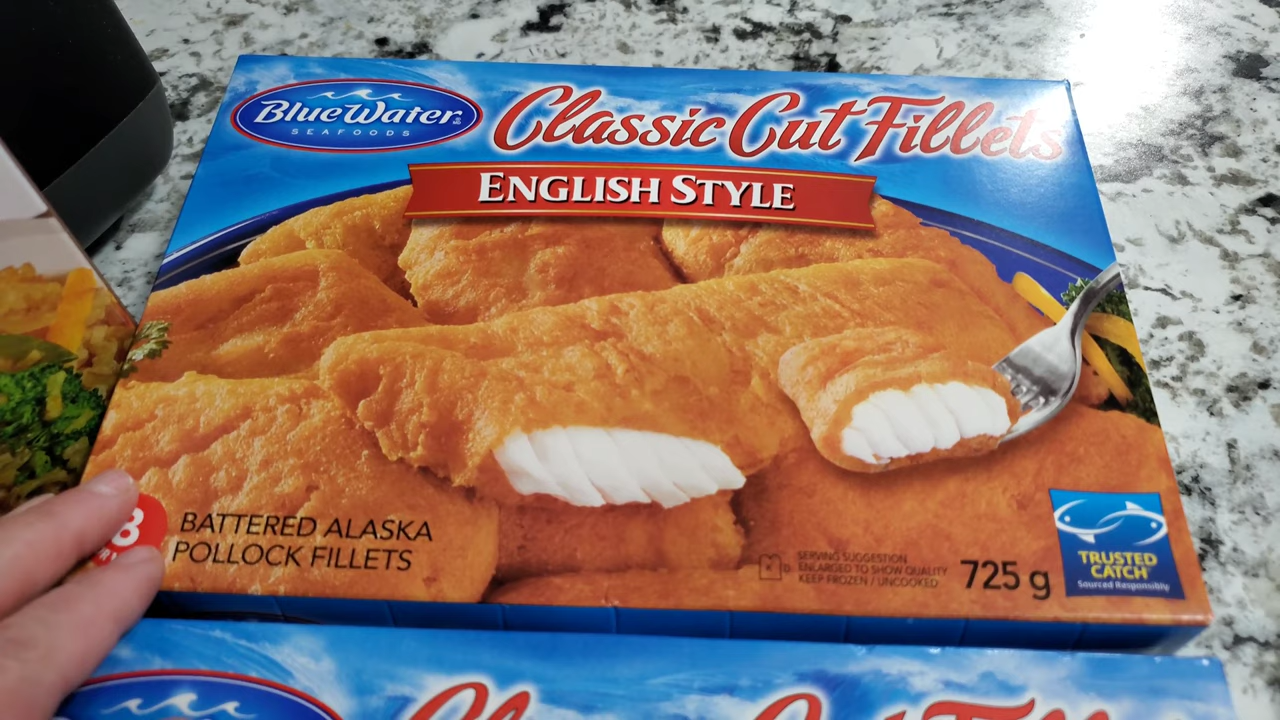 BlueWater
SEAFOODS
Classic Cut Fillets
ENGLISH STYLE
8
BATTERED ALASKA
POLLOCK FILLETS
SERVING SUGGESTION
ENLARGED TO SHOW QUALITY
KEEP FROZEN / UNCOOKED
725 g
TRUSTED
CATCH
Sourced Responsibly